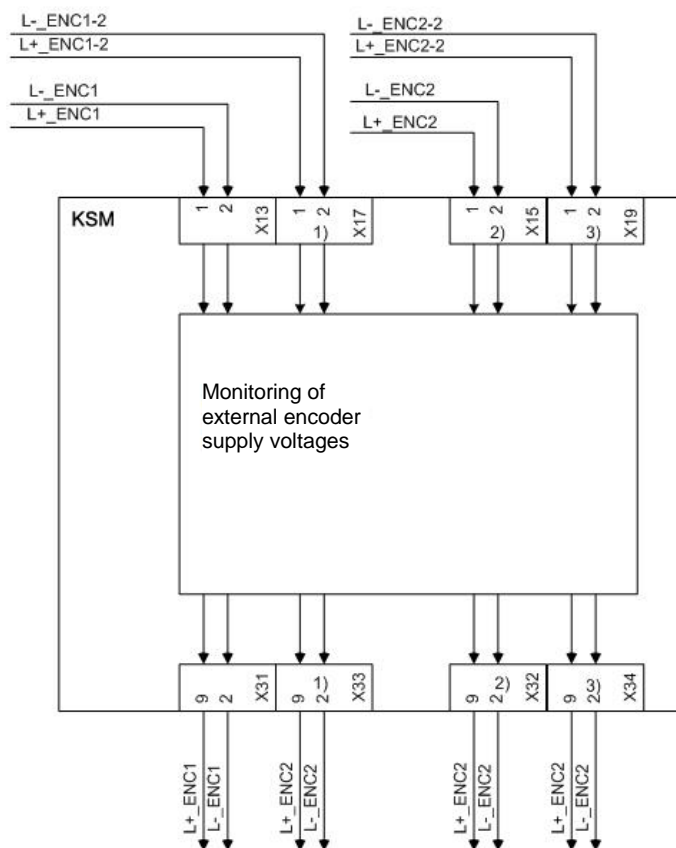 L-_ENC1-2
L+_ENC1-2
L-_ENC1
L+_ENC1
L-_ENC2-2
L+_ENC2-2
L-_ENC2
L+_ENC2
KSM
1 2 X13
1 2 1) X17
1 2 2) X15
1 2 3) X19
Monitoring of
external encoder
supply voltages
9 2 X31
9 2 1) X33
9 2 2) X32
9 2 3) X34
L+_ENC1
L-_ENC1
L+_ENC2
L-_ENC2
L+_ENC2
L-_ENC2
L+_ENC2
L-_ENC2